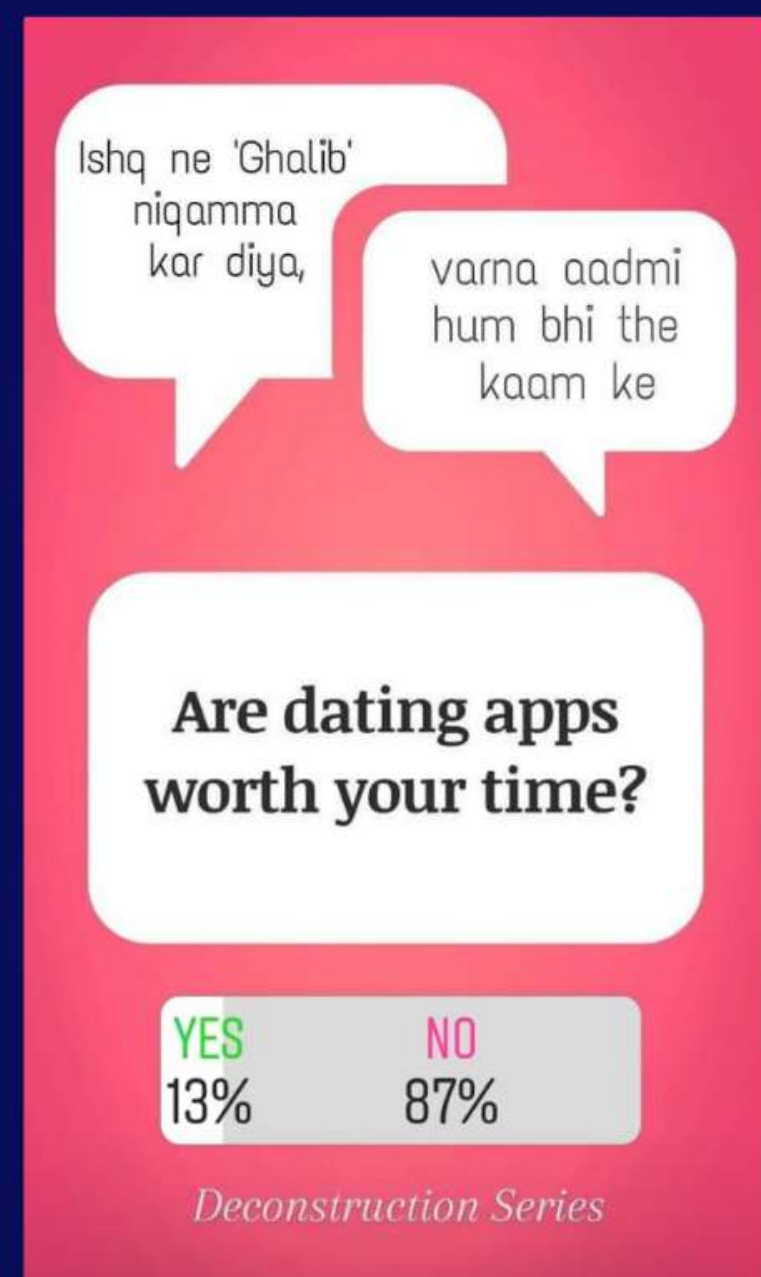 Ishq ne 'Ghalib'
niqamma
kar diya,
varna aadmi
hum bhi the
kaam ke
Are dating apps
worth your time?
YES NO
13% 87%
Deconstruction Series